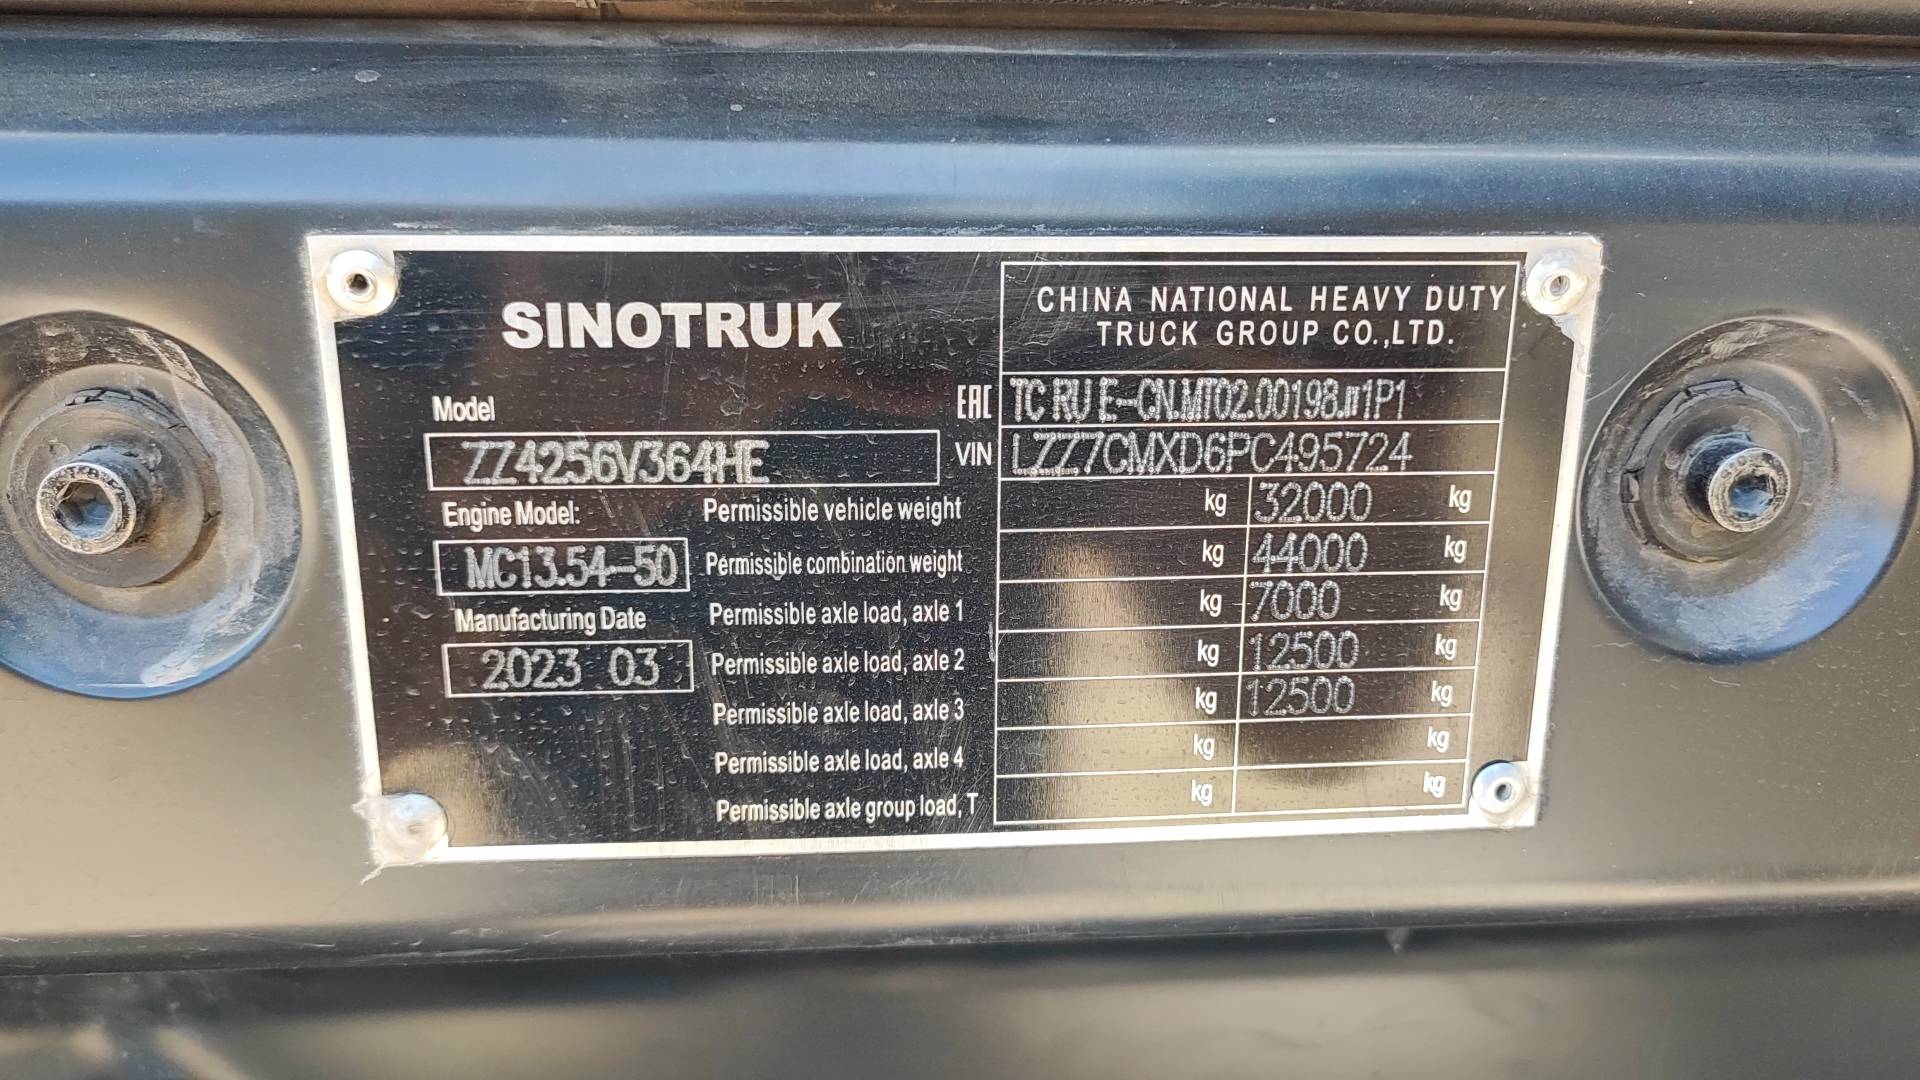 SINOTRUK
CHINA NATIONAL HEAVY DUTY
TRUCK GROUP CO.,LTD.
EAC TC RU E-CN.MT02.00198.п1P1
Model
ZZ4256V364HE
VIN LZZ7CMXD6PC495724
Engine Model:
MC13.54-50
Manufacturing Date
2023 03
Permissible vehicle weight kg 32000 kg
Permissible combination weight kg 44000 kg
Permissible axle load, axle 1 kg 7000 kg
Permissible axle load, axle 2 kg 12500 kg
Permissible axle load, axle 3 kg 12500 kg
Permissible axle load, axle 4 kg kg
Permissible axle group load, T kg kg